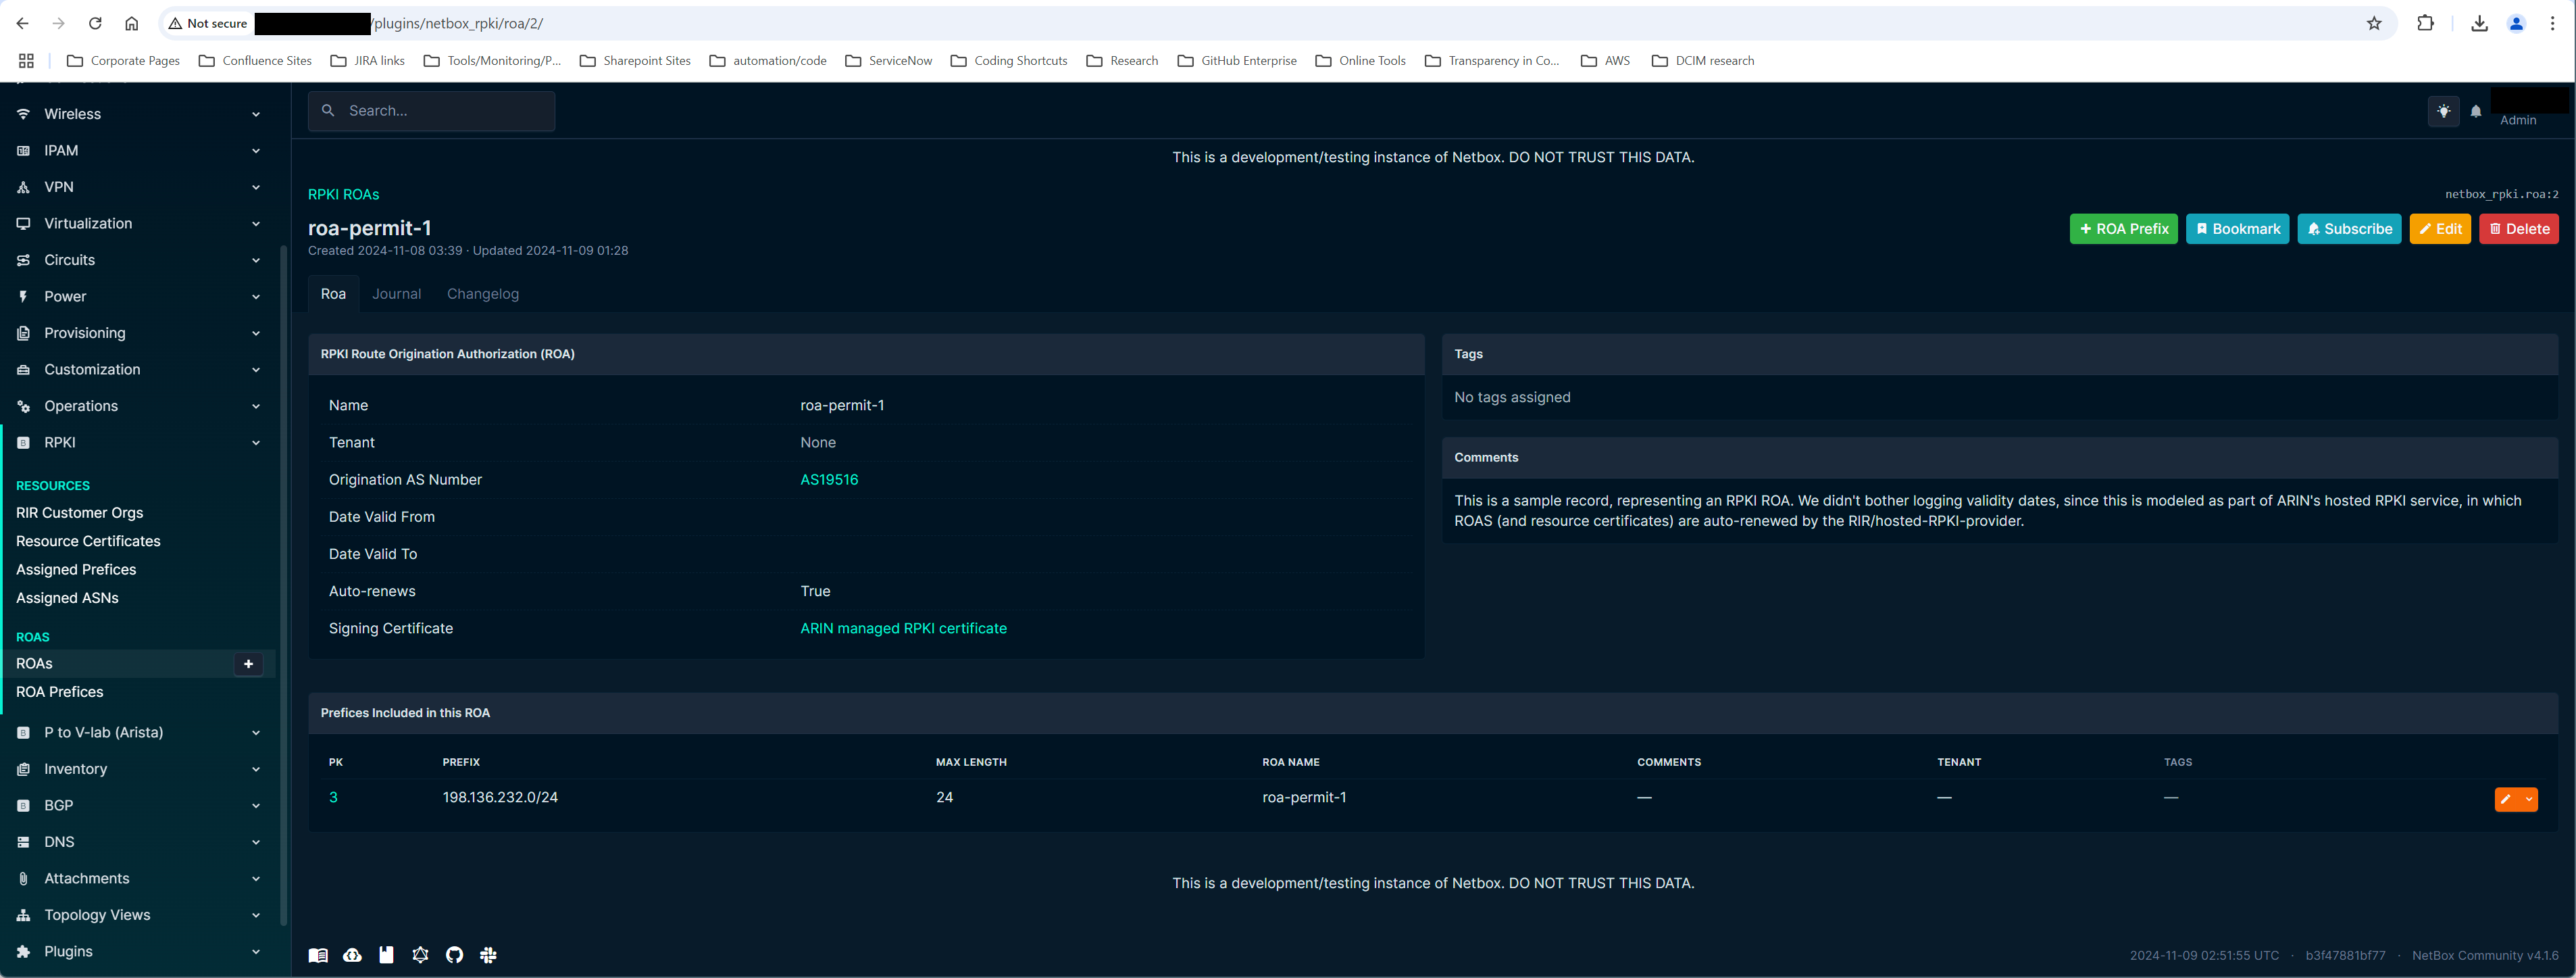 Not secure /plugins/netbox_rpki/roa/2/
Corporate Pages Confluence Sites JIRA links Tools/Monitoring/P... Sharepoint Sites automation/code ServiceNow Coding Shortcuts Research GitHub Enterprise Online Tools Transparency in Co... AWS DCIM research
Wireless
IPAM
VPN
Virtualization
Circuits
Power
Provisioning
Customization
Operations
RPKI
RESOURCES
RIR Customer Orgs
Resource Certificates
Assigned Prefices
Assigned ASNs
ROAS
ROAs
ROA Prefices
P to V-lab (Arista)
Inventory
BGP
DNS
Attachments
Topology Views
Plugins
Search...
Admin
This is a development/testing instance of Netbox. DO NOT TRUST THIS DATA.
RPKI ROAs
netbox_rpki.roa:2
roa-permit-1
Created 2024-11-08 03:39 · Updated 2024-11-09 01:28
ROA Prefix Bookmark Subscribe Edit Delete
Roa Journal Changelog
RPKI Route Origination Authorization (ROA)
Name roa-permit-1
Tenant None
Origination AS Number AS19516
Date Valid From
Date Valid To
Auto-renews True
Signing Certificate ARIN managed RPKI certificate
Tags
No tags assigned
Comments
This is a sample record, representing an RPKI ROA. We didn't bother logging validity dates, since this is modeled as part of ARIN's hosted RPKI service, in which
ROAS (and resource certificates) are auto-renewed by the RIR/hosted-RPKI-provider.
Prefices Included in this ROA
PK PREFIX MAX LENGTH ROA NAME COMMENTS TENANT TAGS
3 198.136.232.0/24 24 roa-permit-1 — — —
This is a development/testing instance of Netbox. DO NOT TRUST THIS DATA.
2024-11-09 02:51:55 UTC · b3f47881bf77 · NetBox Community v4.1.6